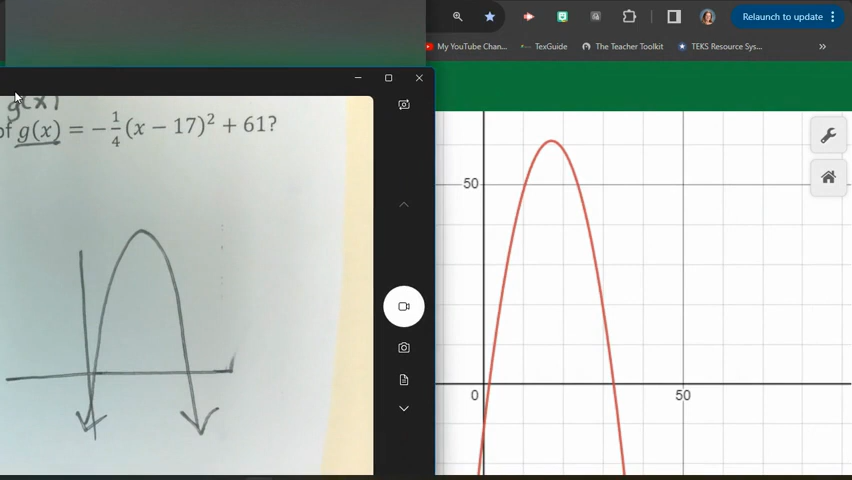 Relaunch to update
My YouTube Chan...
TexGuide
The Teacher Toolkit
TEKS Resource Sys...
»
g(x)
of g(x) = −1/4(x − 17)² + 61?
50
0
50